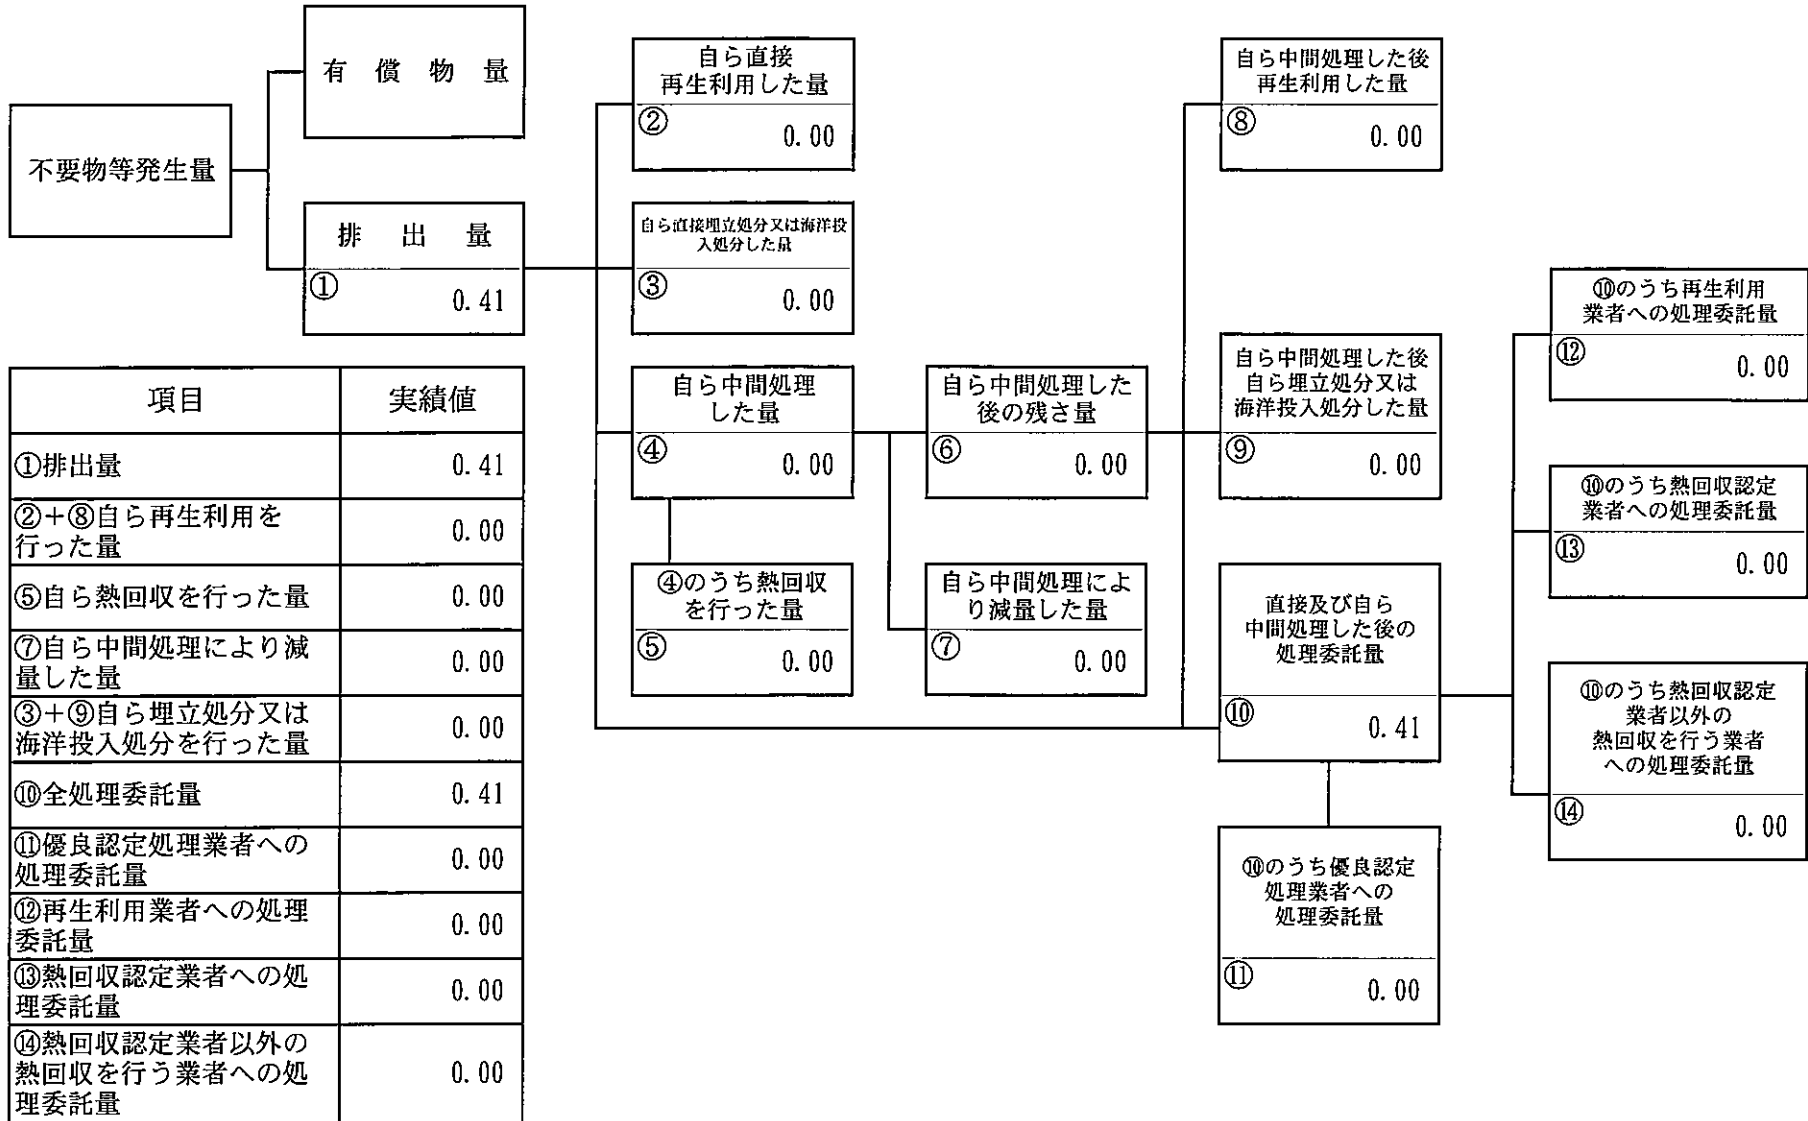 不要物等発生量
有 償 物 量
排 出 量
① 0.41
自ら直接
再生利用した量
② 0.00
自ら直接埋立処分又は海洋投
入処分した量
③ 0.00
自ら中間処理
した量
④ 0.00
④のうち熱回収
を行った量
⑤ 0.00
自ら中間処理した
後の残さ量
⑥ 0.00
自ら中間処理によ
り減量した量
⑦ 0.00
自ら中間処理した後
再生利用した量
⑧ 0.00
自ら中間処理した後
自ら埋立処分又は
海洋投入処分した量
⑨ 0.00
直接及び自ら
中間処理した後の
処理委託量
⑩ 0.41
⑩のうち優良認定
処理業者への
処理委託量
⑪ 0.00
⑩のうち再生利用
業者への処理委託量
⑫ 0.00
⑩のうち熱回収認定
業者への処理委託量
⑬ 0.00
⑩のうち熱回収認定
業者以外の
熱回収を行う業者
への処理委託量
⑭ 0.00
項目 実績値
①排出量 0.41
②+⑧自ら再生利用を
行った量 0.00
⑤自ら熱回収を行った量 0.00
⑦自ら中間処理により減
量した量 0.00
③+⑨自ら埋立処分又は
海洋投入処分を行った量 0.00
⑩全処理委託量 0.41
⑪優良認定処理業者への
処理委託量 0.00
⑫再生利用業者への処理
委託量 0.00
⑬熱回収認定業者への処
理委託量 0.00
⑭熱回収認定業者以外の
熱回収を行う業者への処
理委託量 0.00